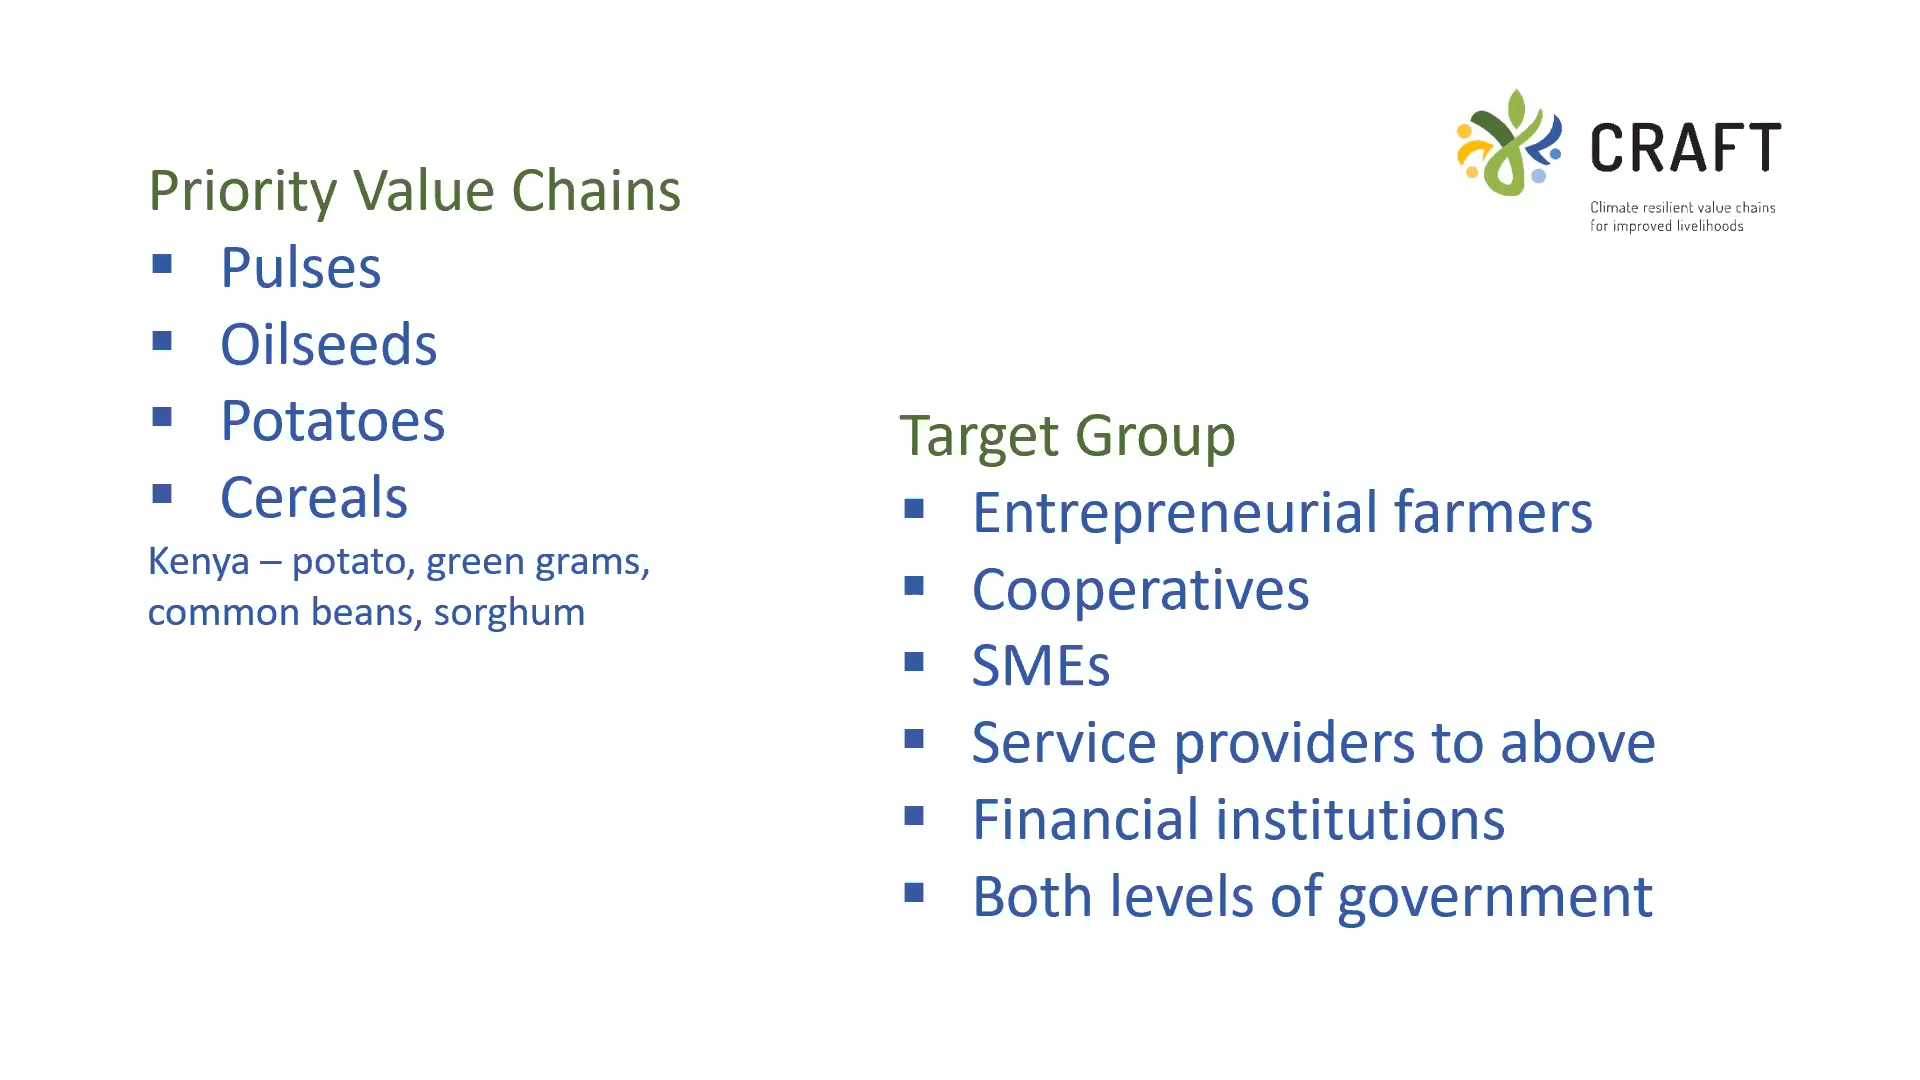 Priority Value Chains
▪ Pulses
▪ Oilseeds
▪ Potatoes
▪ Cereals
Kenya – potato, green grams,
common beans, sorghum
CRAFT
Climate resilient value chains
for improved livelihoods
Target Group
▪ Entrepreneurial farmers
▪ Cooperatives
▪ SMEs
▪ Service providers to above
▪ Financial institutions
▪ Both levels of government